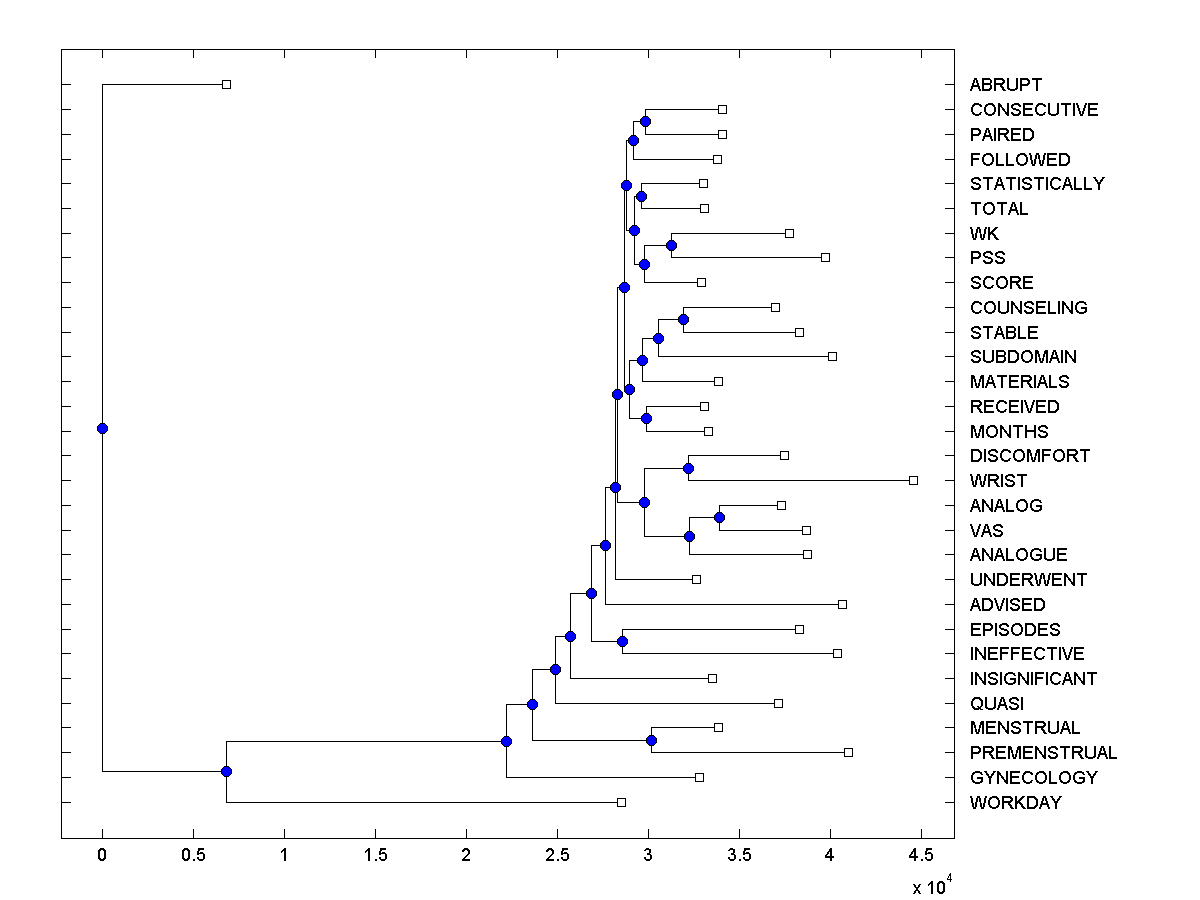 ABRUPT
CONSECUTIVE
PAIRED
FOLLOWED
STATISTICALLY
TOTAL
WK
PSS
SCORE
COUNSELING
STABLE
SUBDOMAIN
MATERIALS
RECEIVED
MONTHS
DISCOMFORT
WRIST
ANALOG
VAS
ANALOGUE
UNDERWENT
ADVISED
EPISODES
INEFFECTIVE
INSIGNIFICANT
QUASI
MENSTRUAL
PREMENSTRUAL
GYNECOLOGY
WORKDAY
0 0.5 1 1.5 2 2.5 3 3.5 4 4.5
x 10^4